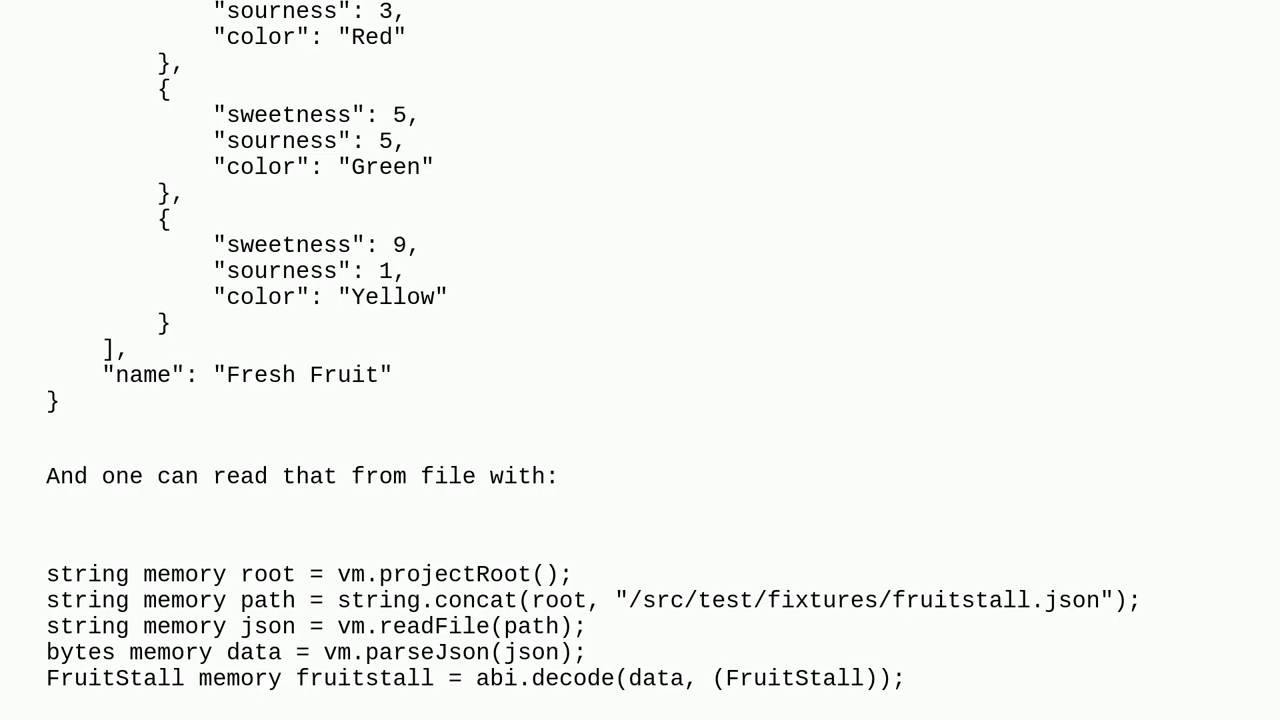 "sourness": 3,
"color": "Red"
},
{
"sweetness": 5,
"sourness": 5,
"color": "Green"
},
{
"sweetness": 9,
"sourness": 1,
"color": "Yellow"
}
],
"name": "Fresh Fruit"
}
And one can read that from file with:
string memory root = vm.projectRoot();
string memory path = string.concat(root, "/src/test/fixtures/fruitstall.json");
string memory json = vm.readFile(path);
bytes memory data = vm.parseJson(json);
FruitStall memory fruitstall = abi.decode(data, (FruitStall));